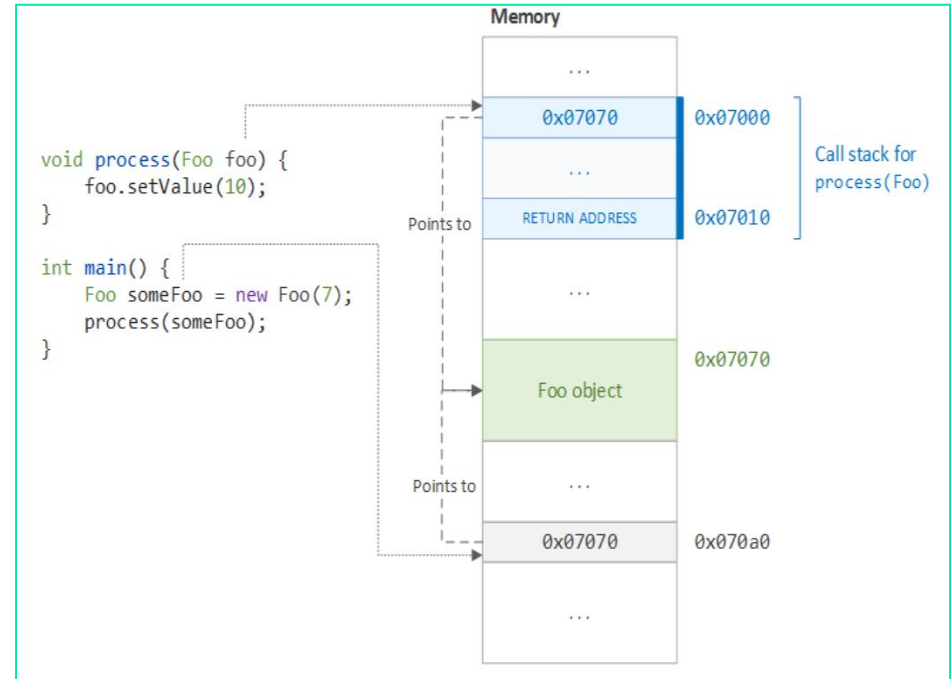 Memory
...
0x07070
0x07000
void process(Foo foo) {
    foo.setValue(10);
}
...
Call stack for
process(Foo)
Points to
RETURN ADDRESS
0x07010
int main() {
    Foo someFoo = new Foo(7);
    process(someFoo);
}
...
0x07070
Foo object
...
Points to
0x07070
0x070a0
...